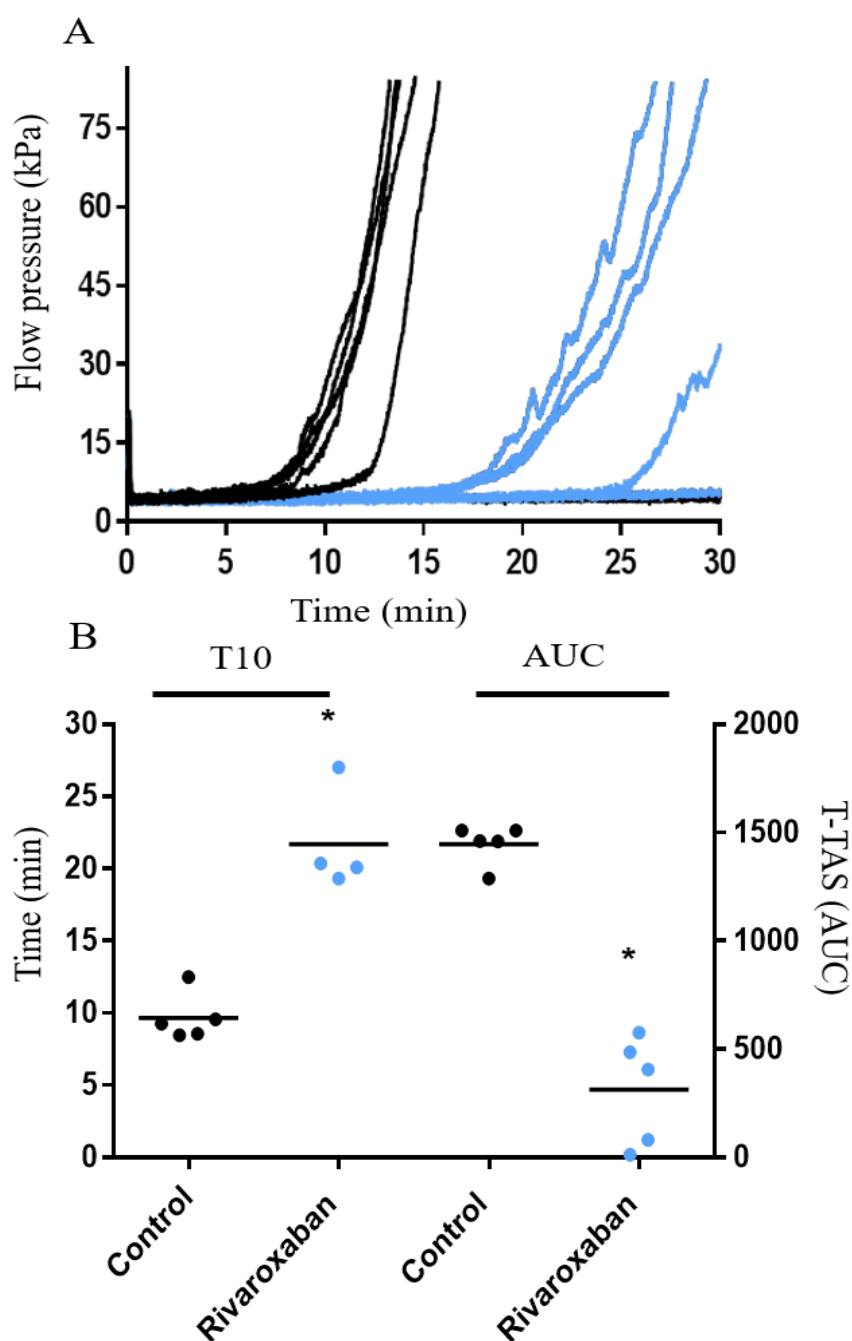 A
Flow pressure (kPa)
75
60
45
30
15
0
0 5 10 15 20 25 30
Time (min)
B
T10 AUC
* 
*
Time (min)
30
25
20
15
10
5
0
2000
1500
1000
500
0
T-TAS (AUC)
Control Rivaroxaban Control Rivaroxaban